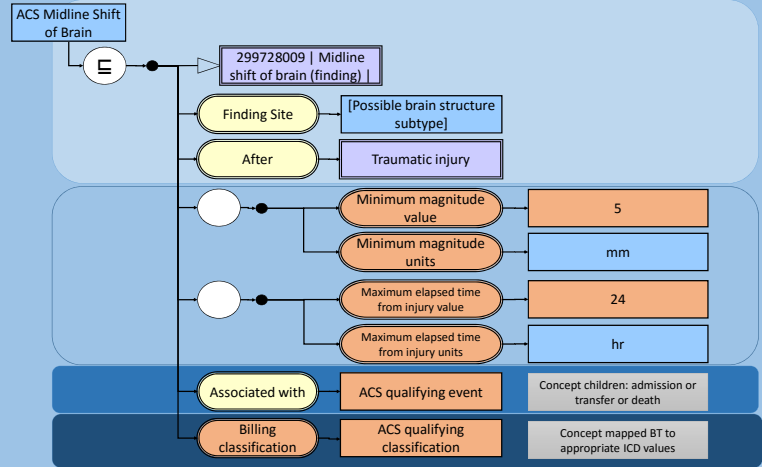 ACS Midline Shift
of Brain
⊑
299728009 | Midline
shift of brain (finding) |
Finding Site
[Possible brain structure
subtype]
After
Traumatic injury
Minimum magnitude
value
5
Minimum magnitude
units
mm
Maximum elapsed time
from injury value
24
Maximum elapsed time
from injury units
hr
Associated with
ACS qualifying event
Concept children: admission or
transfer or death
Billing
classification
ACS qualifying
classification
Concept mapped BT to
appropriate ICD values